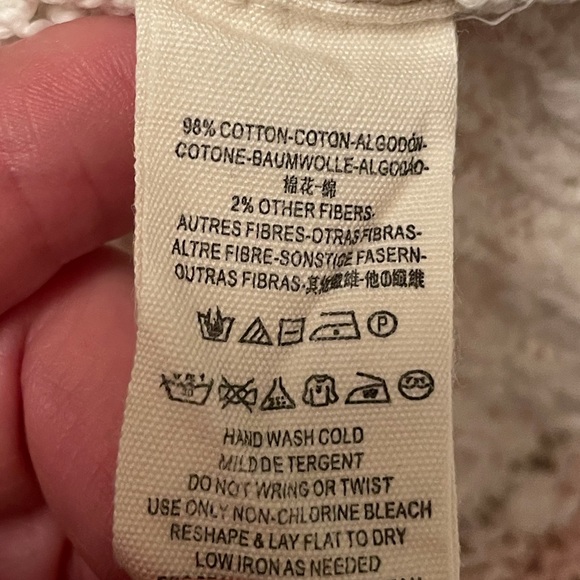 98% COTTON-COTON-ALGODÓN-
COTONE-BAUMWOLLE-ALGODÃO-
棉花-綿
2% OTHER FIBERS-
AUTRES FIBRES-OTRAS FIBRAS-
ALTRE FIBRE-SONSTIGE FASERN-
OUTRAS FIBRAS-其他纖維-他の繊維
P
HAND WASH COLD
MILD DETERGENT
DO NOT WRING OR TWIST
USE ONLY NON-CHLORINE BLEACH
RESHAPE & LAY FLAT TO DRY
LOW IRON AS NEEDED